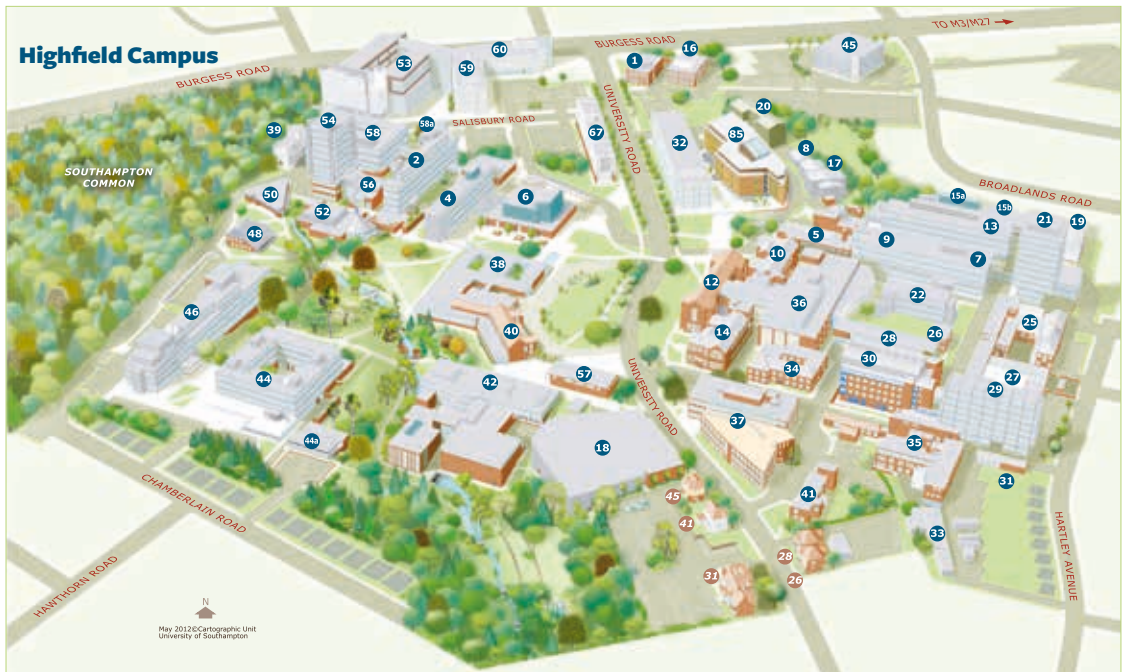 Highfield Campus
TO M3/M27
BURGESS ROAD
BURGESS ROAD
60
53
59
1
16
45
UNIVERSITY ROAD
SALISBURY ROAD
54
58
58a
39
2
67
32
20
85
8
17
SOUTHAMPTON
COMMON
BROADLANDS ROAD
50
56
52
4
6
15a
15b
13
21
19
48
5
9
7
10
38
12
36
22
46
40
14
28
26
25
30
34
44
42
57
UNIVERSITY ROAD
27
29
37
44a
18
35
31
CHAMBERLAIN ROAD
45
41
41
33
HARTLEY AVENUE
28
31
26
HAWTHORN ROAD
N
May 2012©Cartographic Unit
University of Southampton